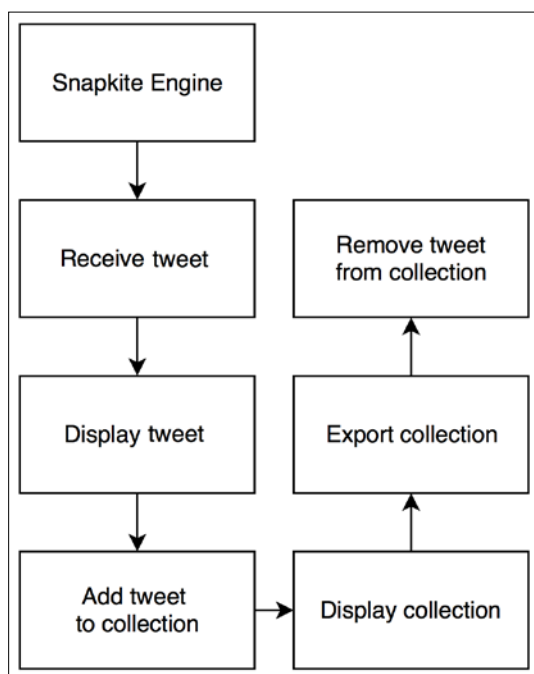 Snapkite Engine
Receive tweet
Display tweet
Add tweet
to collection
Display collection
Export collection
Remove tweet
from collection